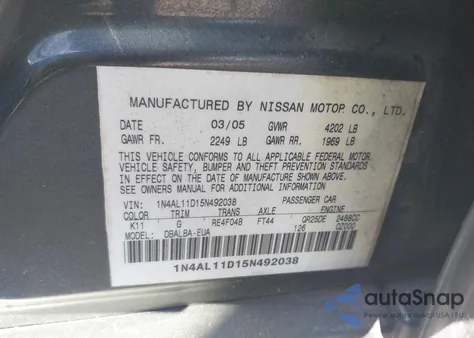 MANUFACTURED BY NISSAN MOTOR CO., LTD.
DATE 03/05 GVWR 4202 LB
GAWR FR. 2249 LB GAWR RR. 1969 LB
THIS VEHICLE CONFORMS TO ALL APPLICABLE FEDERAL MOTOR
VEHICLE SAFETY, BUMPER AND THEFT PREVENTION STANDARDS
IN EFFECT ON THE DATE OF MANUFACTURE SHOWN ABOVE.
SEE OWNERS MANUAL FOR ADDITIONAL INFORMATION
VIN: 1N4AL11D15N492038 PASSENGER CAR
COLOR TRIM TRANS AXLE ENGINE
K11 G RE4F04B FT44 QR25DE 2488CC
MODEL: DBALBA-EUA 126 QZ000
1N4AL11D15N492038
autoSnap